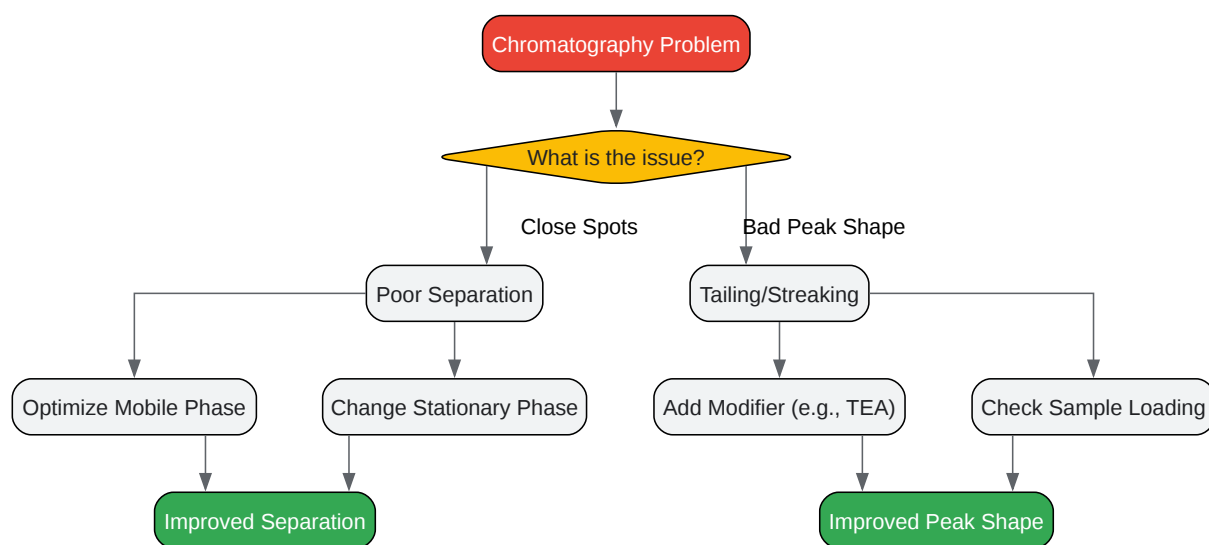 Chromatography Problem
What is the issue?
Close Spots
Bad Peak Shape
Poor Separation
Tailing/Streaking
Optimize Mobile Phase
Change Stationary Phase
Add Modifier (e.g., TEA)
Check Sample Loading
Improved Separation
Improved Peak Shape